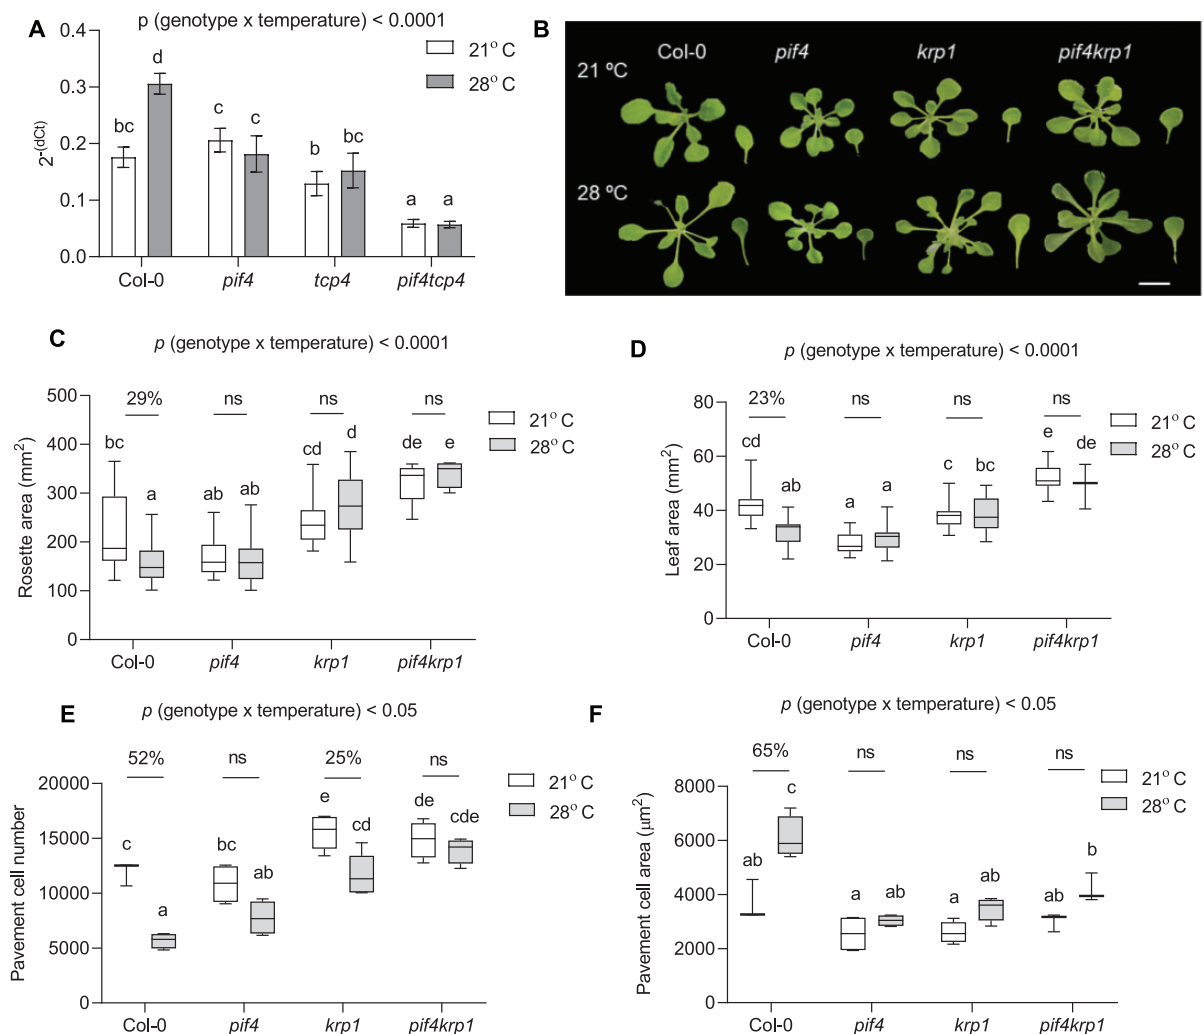 A
p (genotype x temperature) < 0.0001
0.4
0.3
0.2
0.1
0.0
2^-(dCt)
bc
d
c
c
b
bc
a
a
21° C
28° C
Col-0 pif4 tcp4 pif4tcp4
B
Col-0 pif4 krp1 pif4krp1
21 ºC
28 ºC
C
p (genotype x temperature) < 0.0001
29% ns ns ns
500
400
300
200
100
0
Rosette area (mm²)
bc
a
ab
ab
cd
d
de
e
21° C
28° C
Col-0 pif4 krp1 pif4krp1
D
p (genotype x temperature) < 0.0001
23% ns ns ns
80
60
40
20
0
Leaf area (mm²)
cd
ab
a
a
c
bc
e
de
21° C
28° C
Col-0 pif4 krp1 pif4krp1
E
p (genotype x temperature) < 0.05
52% ns 25% ns
20000
15000
10000
5000
0
Pavement cell number
c
a
bc
ab
e
cd
de
cde
21° C
28° C
Col-0 pif4 krp1 pif4krp1
F
p (genotype x temperature) < 0.05
65% ns ns ns
8000
6000
4000
2000
0
Pavement cell area (μm²)
ab
c
a
ab
a
ab
ab
b
21° C
28° C
Col-0 pif4 krp1 pif4krp1